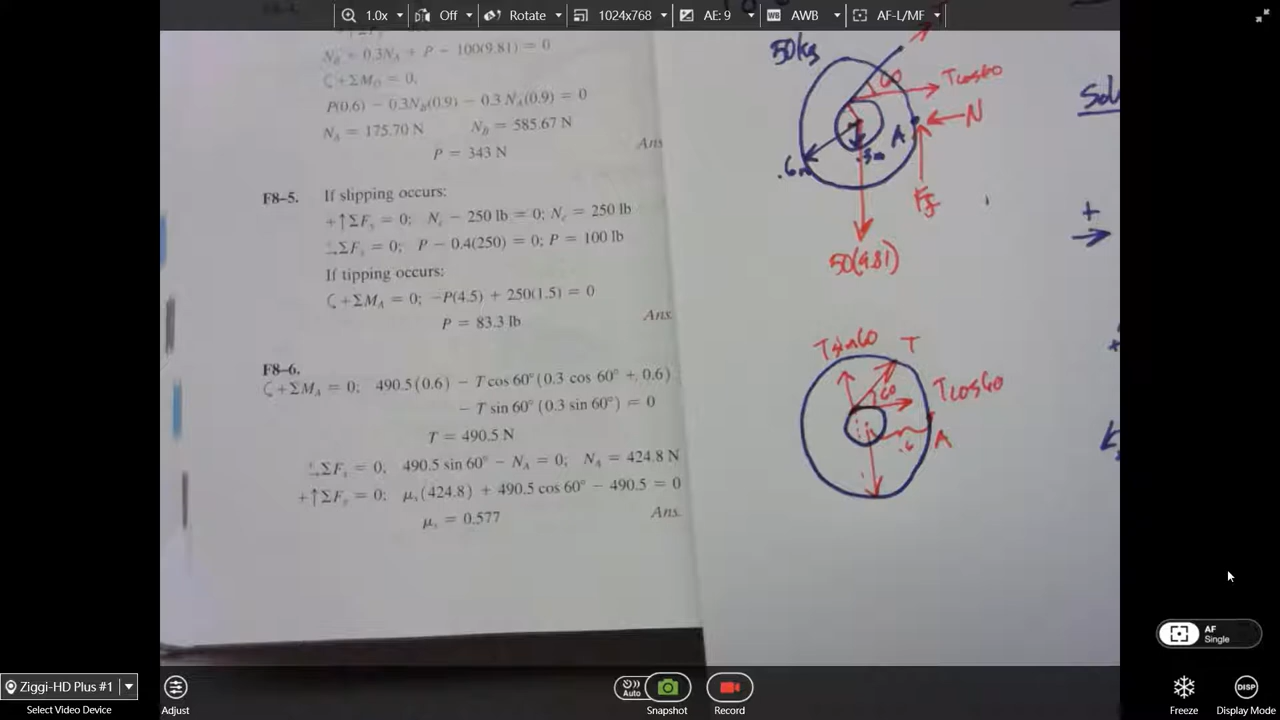 1.0x
Off
Rotate
1024x768
AE: 9
AWB
AF-L/MF
N_B + 0.3N_A + P − 100(9.81) = 0
ζ+ΣM_O = 0,
P(0.6) − 0.3N_B(0.9) − 0.3 N_A(0.9) = 0
N_A = 175.70 N N_B = 585.67 N
P = 343 N Ans
F8–5. If slipping occurs:
+↑ΣF_y = 0; N_c − 250 lb = 0; N_c = 250 lb
→ΣF_x = 0; P − 0.4(250) = 0; P = 100 lb
If tipping occurs:
ζ+ΣM_A = 0; −P(4.5) + 250(1.5) = 0
P = 83.3 lb Ans.
F8–6.
ζ+ΣM_A = 0; 490.5(0.6) − T cos 60°(0.3 cos 60° + 0.6)
− T sin 60°(0.3 sin 60°) = 0
T = 490.5 N
→ΣF_x = 0; 490.5 sin 60° − N_A = 0; N_A = 424.8 N
+↑ΣF_y = 0; μ_s(424.8) + 490.5 cos 60° − 490.5 = 0
μ_s = 0.577 Ans.
50kg
60
Tcos60
N
A
.3m
.6m
Ff
50(9.81)
Tsin60 T
60
Tcos60
.6
A
+
→
AF
Single
Ziggi-HD Plus #1
Select Video Device
Adjust
Auto
Snapshot
Record
Freeze
DISP
Display Mode